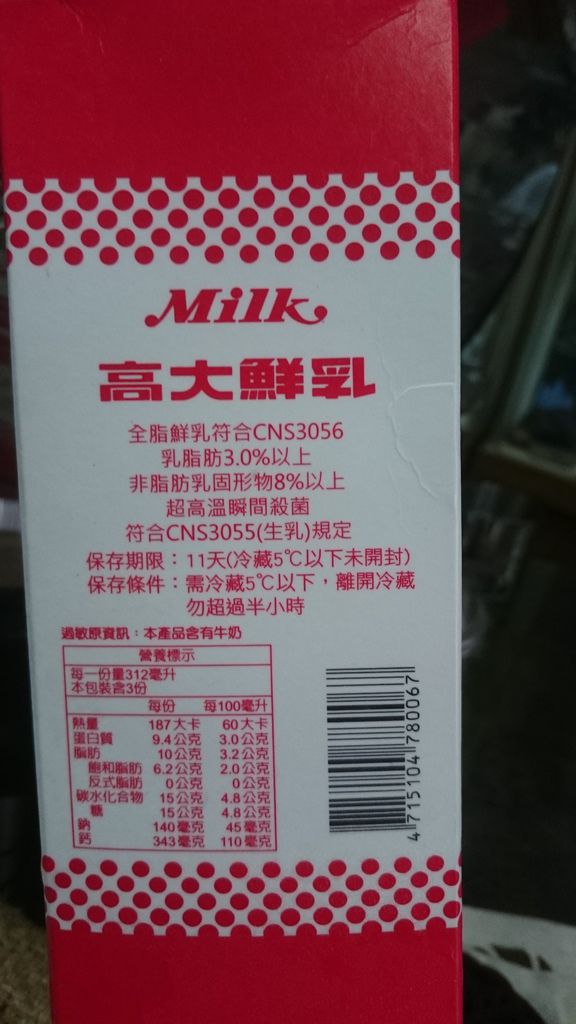 Milk
高大鮮乳
全脂鮮乳符合CNS3056
乳脂肪3.0%以上
非脂肪乳固形物8%以上
超高溫瞬間殺菌
符合CNS3055(生乳)規定
保存期限：11天(冷藏5℃以下未開封)
保存條件：需冷藏5℃以下，離開冷藏
勿超過半小時
過敏原資訊：本產品含有牛奶
營養標示
每一份量312毫升
本包裝含3份
每份 每100毫升
熱量 187大卡 60大卡
蛋白質 9.4公克 3.0公克
脂肪 10公克 3.2公克
飽和脂肪 6.2公克 2.0公克
反式脂肪 0公克 0公克
碳水化合物 15公克 4.8公克
糖 15公克 4.8公克
鈉 140毫克 45毫克
鈣 343毫克 110毫克
4 715104 780067